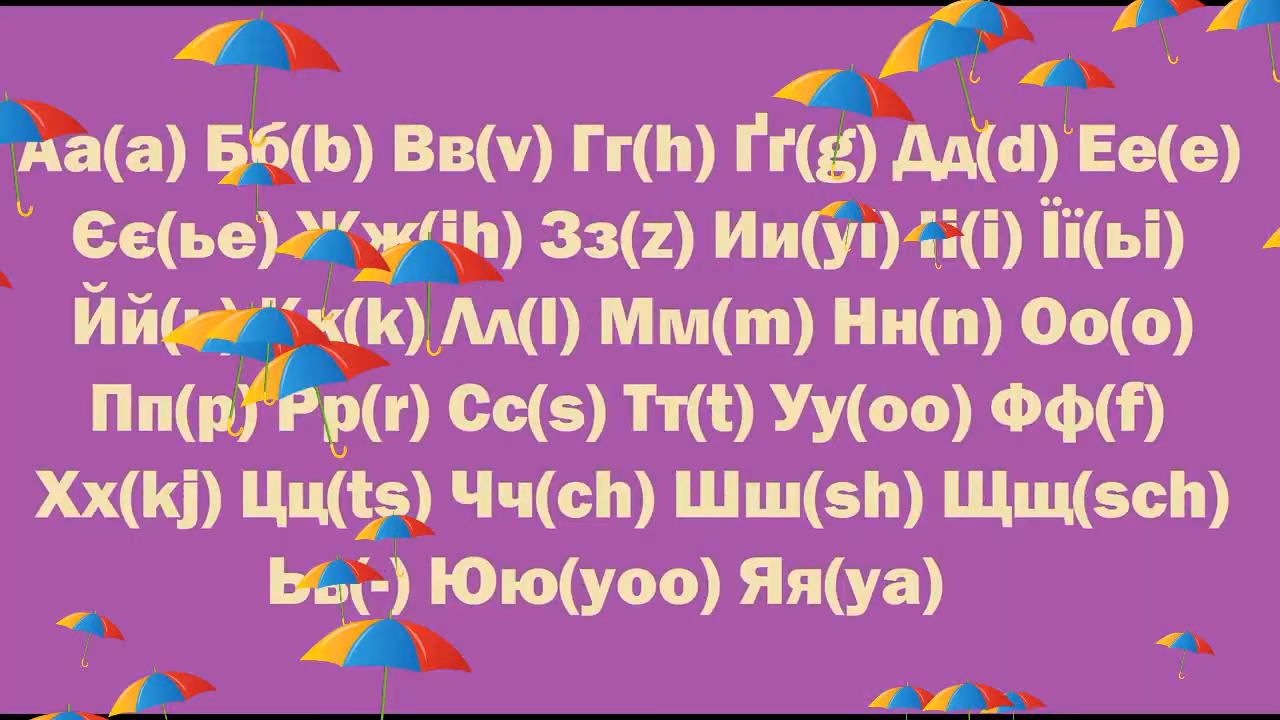 Аа(a) Бб(b) Вв(v) Гг(h) Ґґ(g) Дд(d) Ее(e)
Єє(ье) Жж(jh) Зз(z) Ии(yi) Іі(i) Її(ьі)
Кк(k) Лл(l) Мм(m) Нн(n) Оо(o)
Пп(p) Рр(r) Сс(s) Тт(t) Уу(oo) Фф(f)
Хх(kj) Цц(ts) Чч(ch) Шш(sh) Щщ(sch)
Ьь(-) Юю(yoo) Яя(ya)